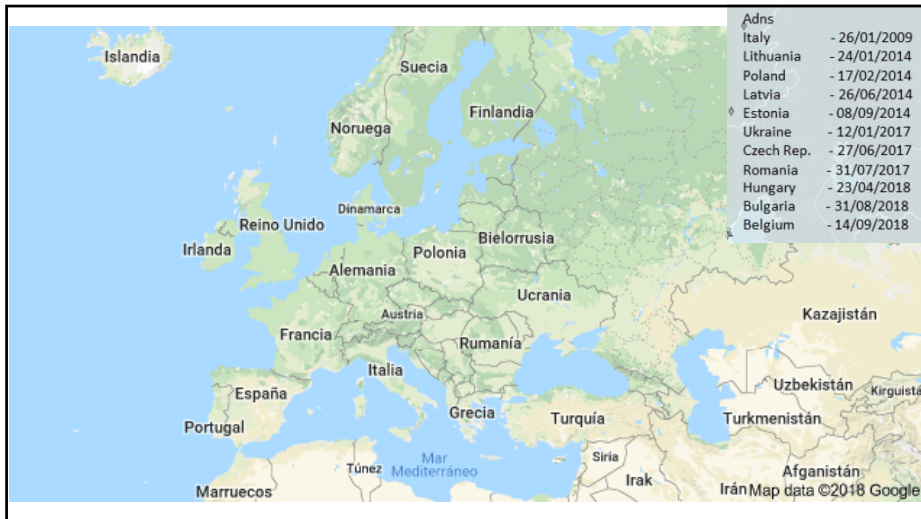 Adns
Italy - 26/01/2009
Lithuania - 24/01/2014
Poland - 17/02/2014
Latvia - 26/06/2014
Estonia - 08/09/2014
Ukraine - 12/01/2017
Czech Rep. - 27/06/2017
Romania - 31/07/2017
Hungary - 23/04/2018
Bulgaria - 31/08/2018
Belgium - 14/09/2018
Islandia
Suecia
Finlandia
Noruega
Dinamarca
Reino Unido
Irlanda
Bielorrusia
Polonia
Alemania
Ucrania
Austria
Kazajistán
Francia
Rumanía
Italia
Uzbekistán
Kirguistá
España
Grecia
Turquía
Turkmenistán
Portugal
Mar
Mediterráneo
Túnez
Siria
Irak
Afganistán
Marruecos
Irán
Map data ©2018 Google